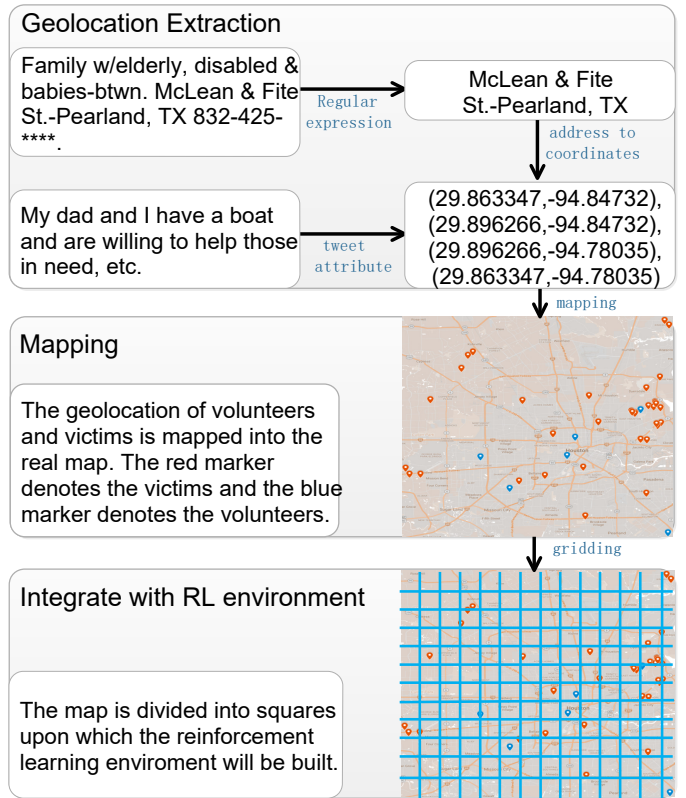 Geolocation Extraction
Family w/elderly, disabled &
babies-btwn. McLean & Fite
St.-Pearland, TX 832-425-
****.
Regular
expression
McLean & Fite
St.-Pearland, TX
address to
coordinates
My dad and I have a boat
and are willing to help those
in need, etc.
tweet
attribute
(29.863347,-94.84732),
(29.896266,-94.84732),
(29.896266,-94.78035),
(29.863347,-94.78035)
mapping
Mapping
The geolocation of volunteers
and victims is mapped into the
real map. The red marker
denotes the victims and the blue
marker denotes the volunteers.
Houston
gridding
Integrate with RL environment
The map is divided into squares
upon which the reinforcement
learning enviroment will be built.